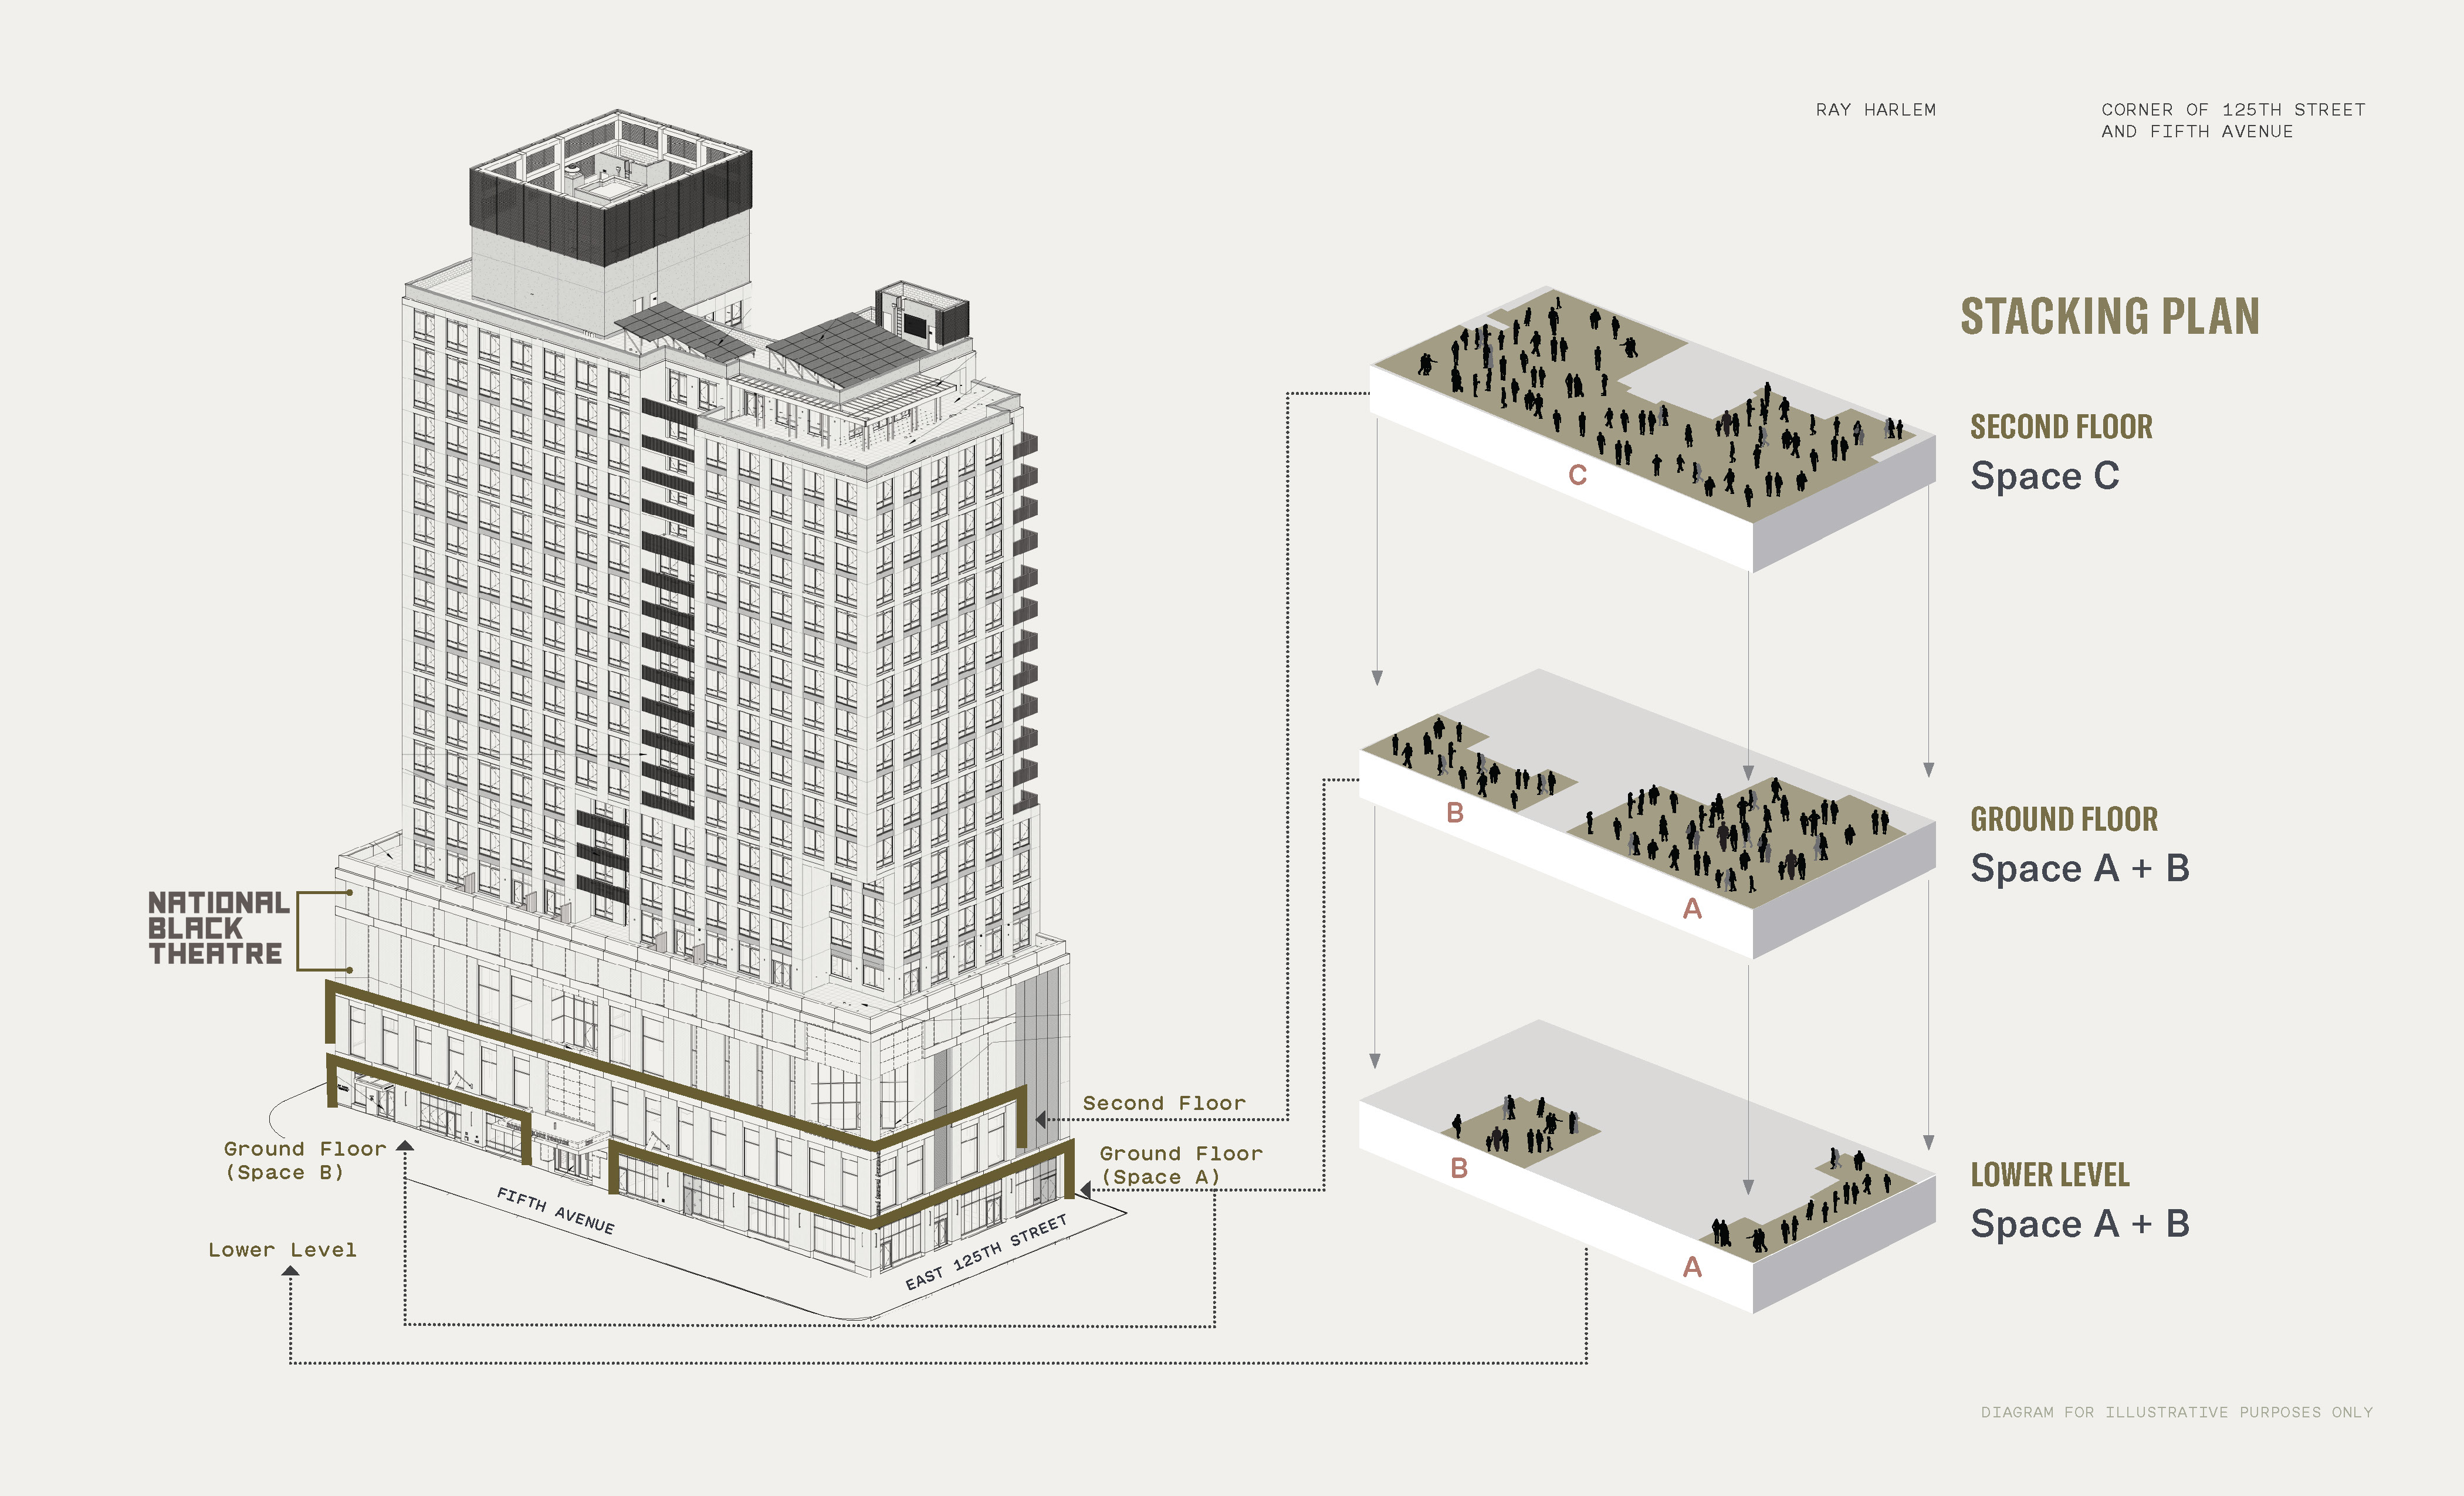 RAY HARLEM
CORNER OF 125TH STREET
AND FIFTH AVENUE
STACKING PLAN
SECOND FLOOR
Space C
C
GROUND FLOOR
Space A + B
B
A
LOWER LEVEL
Space A + B
B
A
NATIONAL
BLACK
THEATRE
Second Floor
Ground Floor
(Space A)
Ground Floor
(Space B)
FIFTH AVENUE
EAST 125TH STREET
Lower Level
DIAGRAM FOR ILLUSTRATIVE PURPOSES ONLY